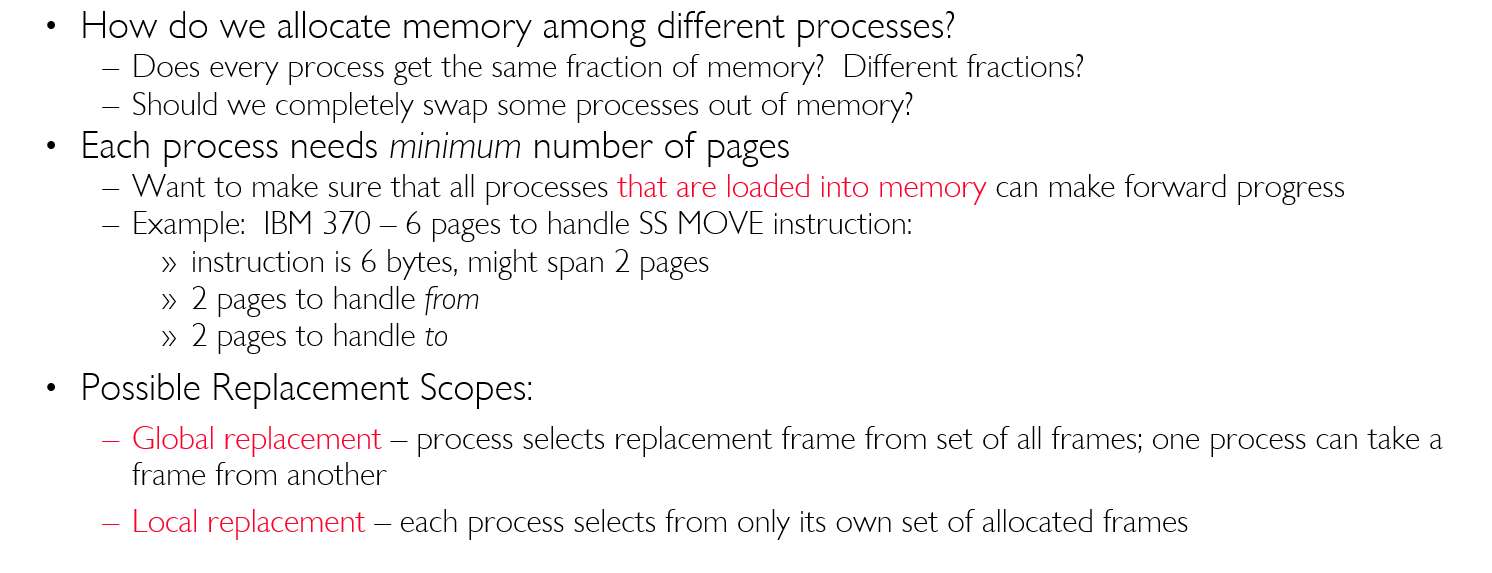 • How do we allocate memory among different processes?
– Does every process get the same fraction of memory?  Different fractions?
– Should we completely swap some processes out of memory?
• Each process needs minimum number of pages
– Want to make sure that all processes that are loaded into memory can make forward progress
– Example:  IBM 370 – 6 pages to handle SS MOVE instruction:
» instruction is 6 bytes, might span 2 pages
» 2 pages to handle from
» 2 pages to handle to
• Possible Replacement Scopes:
– Global replacement – process selects replacement frame from set of all frames; one process can take a
frame from another
– Local replacement – each process selects from only its own set of allocated frames